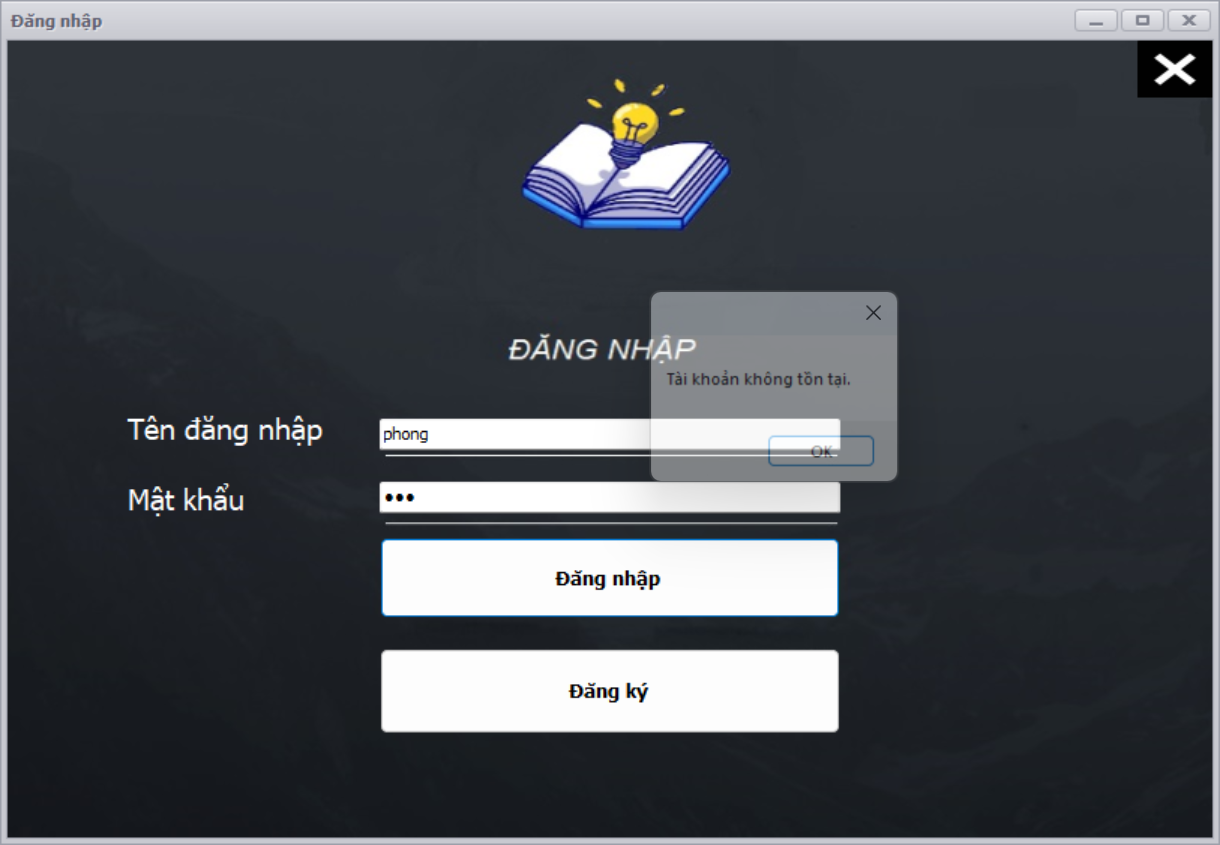 Đăng nhập
ĐĂNG NHẬP
Tài khoản không tồn tại.
Tên đăng nhập
phong
OK
Mật khẩu
Đăng nhập
Đăng ký